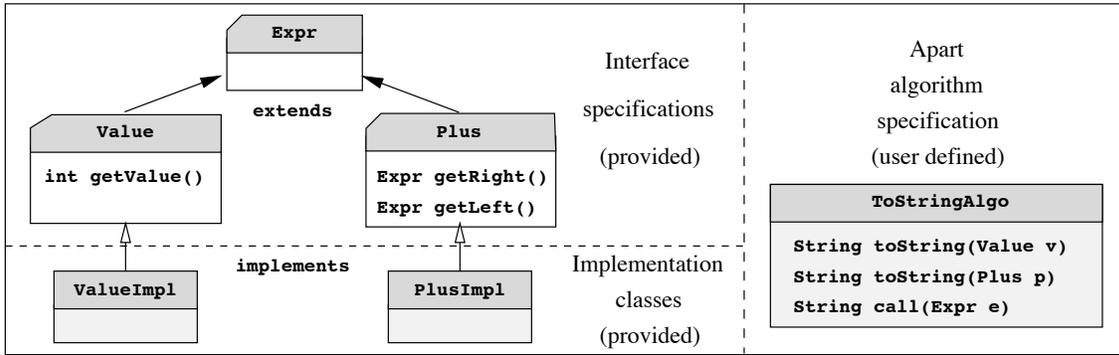 Expr
extends
Value
int getValue()
Plus
Expr getRight()
Expr getLeft()
Interface
specifications
(provided)
implements
ValueImpl
PlusImpl
Implementation
classes
(provided)
Apart
algorithm
specification
(user defined)
ToStringAlgo
String toString(Value v)
String toString(Plus p)
String call(Expr e)